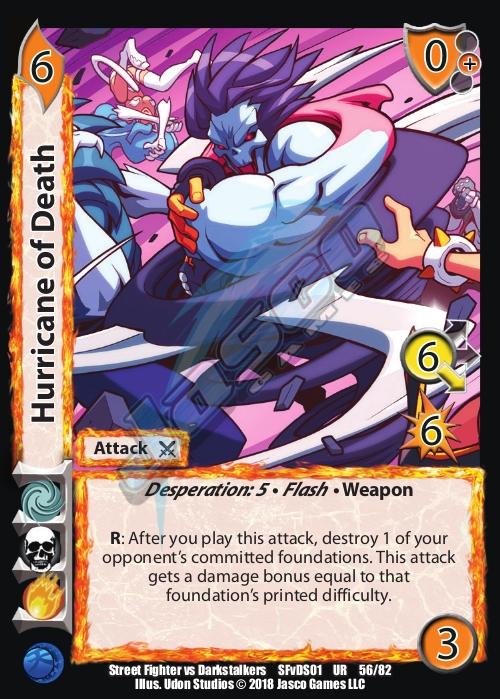 6
0
+
Hurricane of Death
Jasco
GAMES
6
6
Attack
Desperation: 5 • Flash • Weapon
R: After you play this attack, destroy 1 of your
opponent's committed foundations. This attack
gets a damage bonus equal to that
foundation's printed difficulty.
3
Street Fighter vs Darkstalkers SFvDS01 UR 56/82
Illus. Udon Studios © 2018 Jasco Games LLC